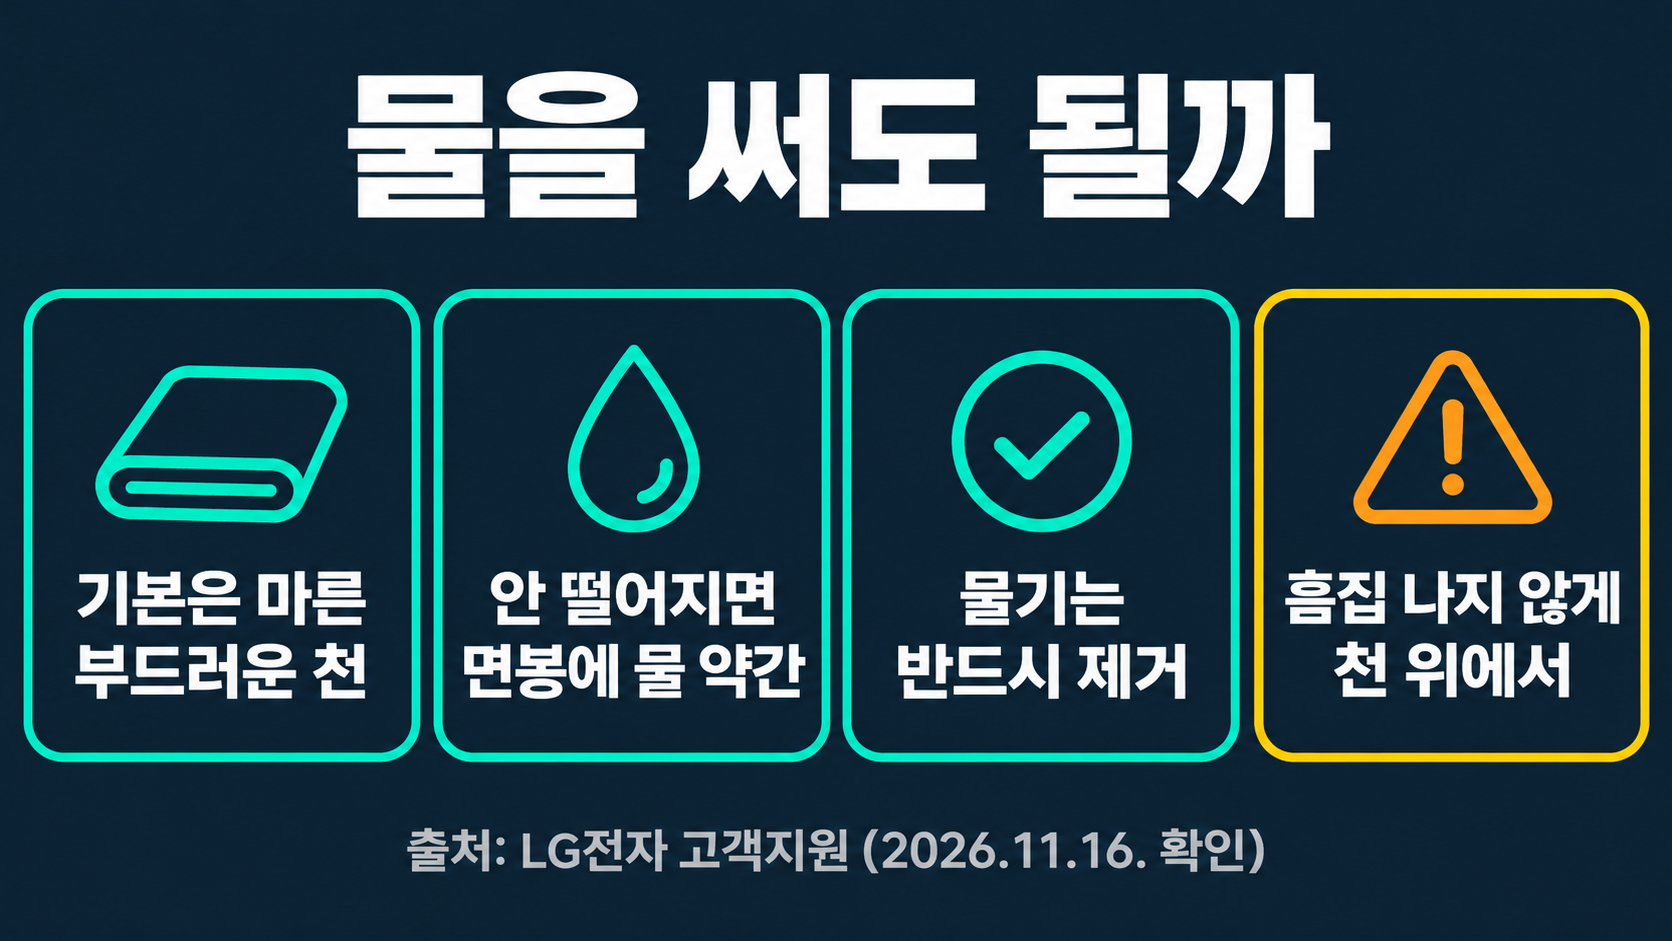 물을 써도 될까
기본은 마른
부드러운 천
안 떨어지면
면봉에 물 약간
물기는
반드시 제거
흠집 나지 않게
천 위에서
출처: LG전자 고객지원 (2026.11.16. 확인)